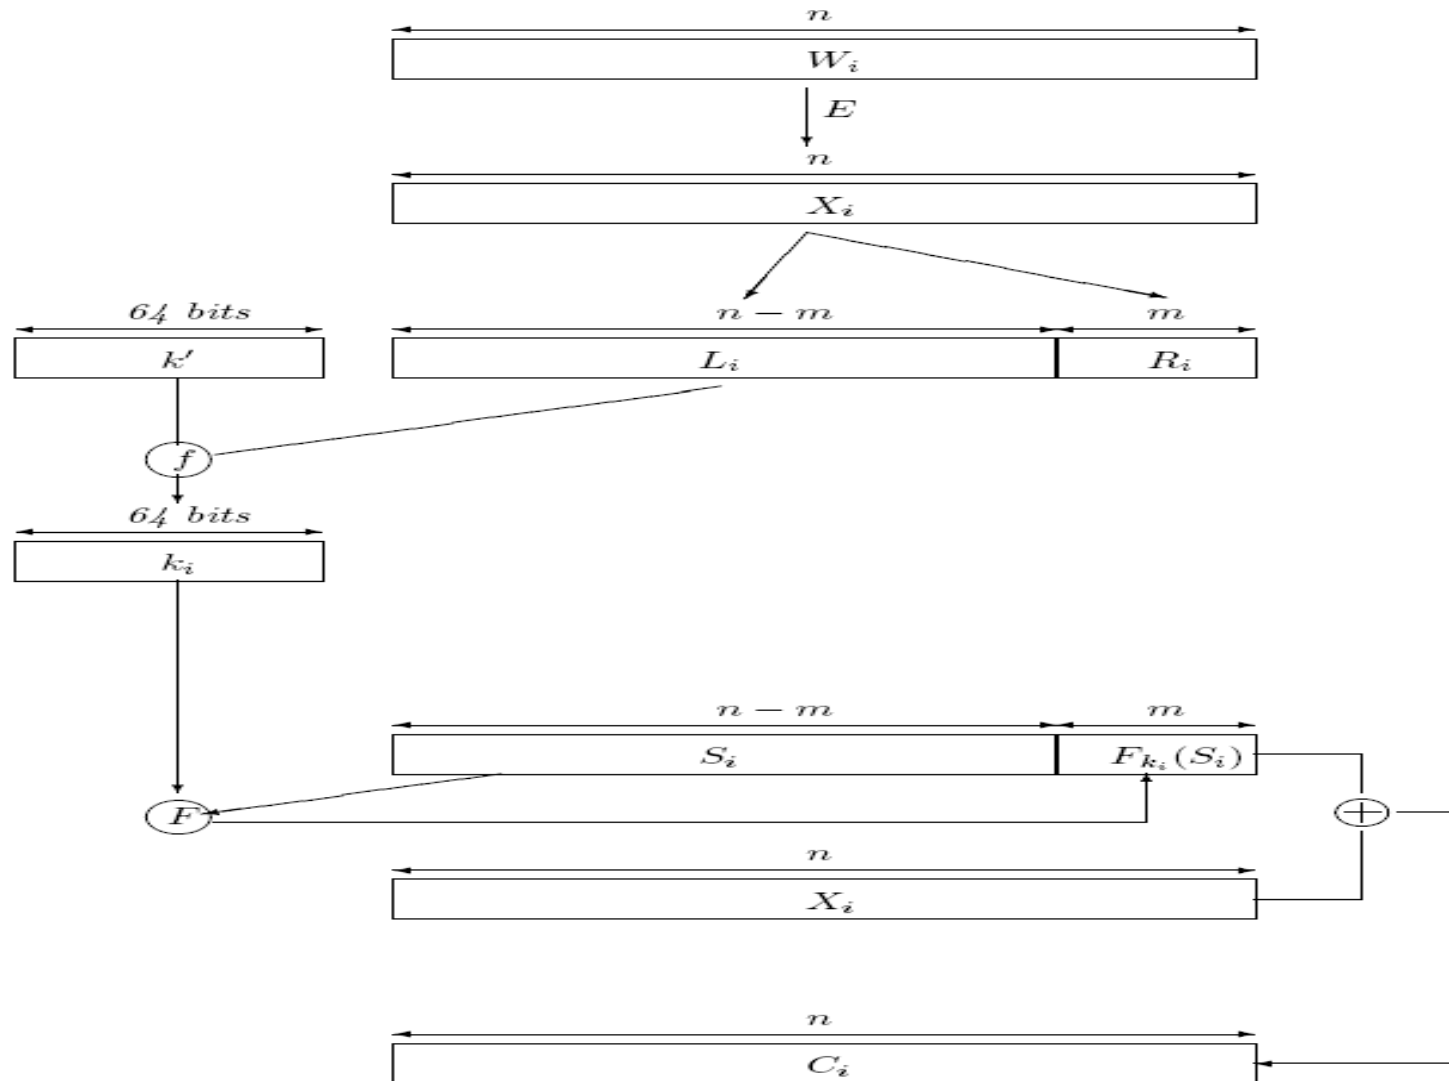 n
W_i
E
n
X_i
64 bits n − m m
k′ L_i R_i
f
64 bits
k_i
n − m m
S_i F_{k_i}(S_i)
F +
n
X_i
n
C_i